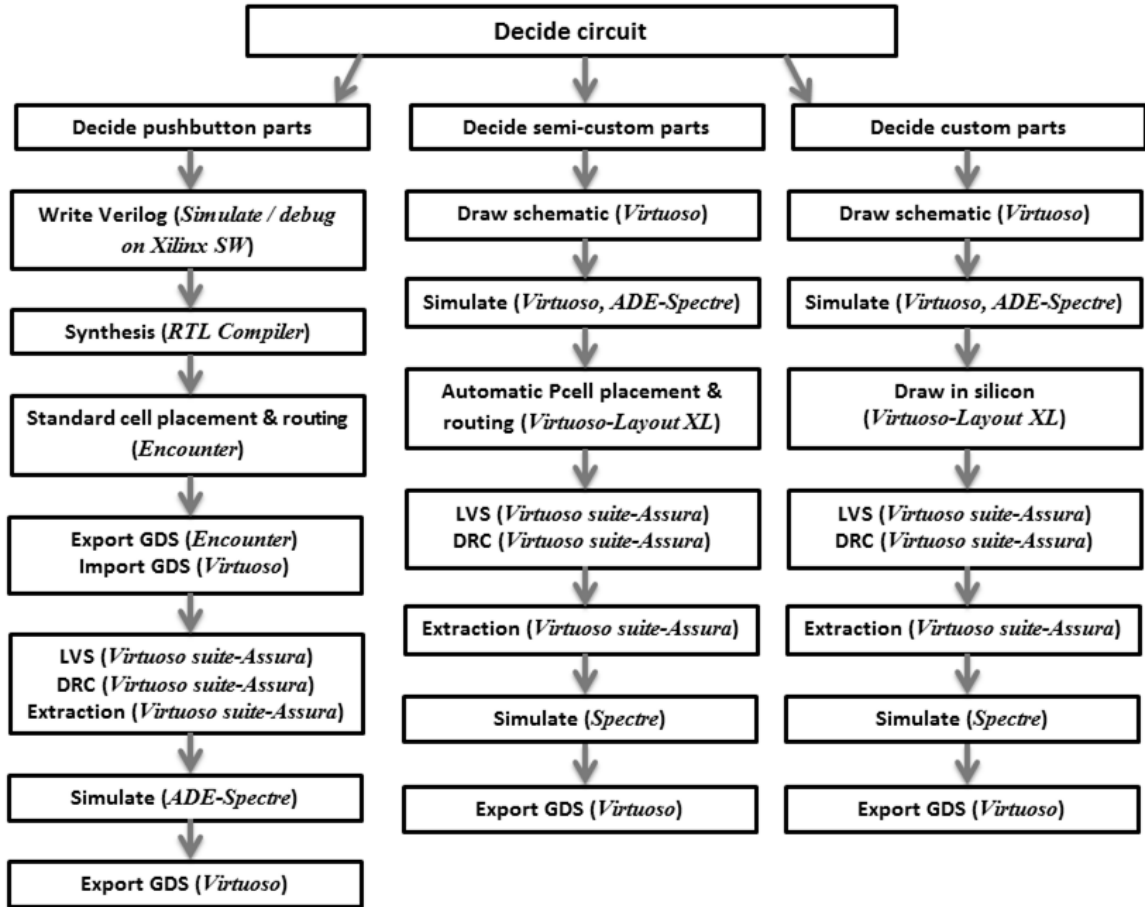 Decide circuit
Decide pushbutton parts
Write Verilog (Simulate / debug
on Xilinx SW)
Synthesis (RTL Compiler)
Standard cell placement & routing
(Encounter)
Export GDS (Encounter)
Import GDS (Virtuoso)
LVS (Virtuoso suite-Assura)
DRC (Virtuoso suite-Assura)
Extraction (Virtuoso suite-Assura)
Simulate (ADE-Spectre)
Export GDS (Virtuoso)
Decide semi-custom parts
Draw schematic (Virtuoso)
Simulate (Virtuoso, ADE-Spectre)
Automatic Pcell placement &
routing (Virtuoso-Layout XL)
LVS (Virtuoso suite-Assura)
DRC (Virtuoso suite-Assura)
Extraction (Virtuoso suite-Assura)
Simulate (Spectre)
Export GDS (Virtuoso)
Decide custom parts
Draw schematic (Virtuoso)
Simulate (Virtuoso, ADE-Spectre)
Draw in silicon
(Virtuoso-Layout XL)
LVS (Virtuoso suite-Assura)
DRC (Virtuoso suite-Assura)
Extraction (Virtuoso suite-Assura)
Simulate (Spectre)
Export GDS (Virtuoso)